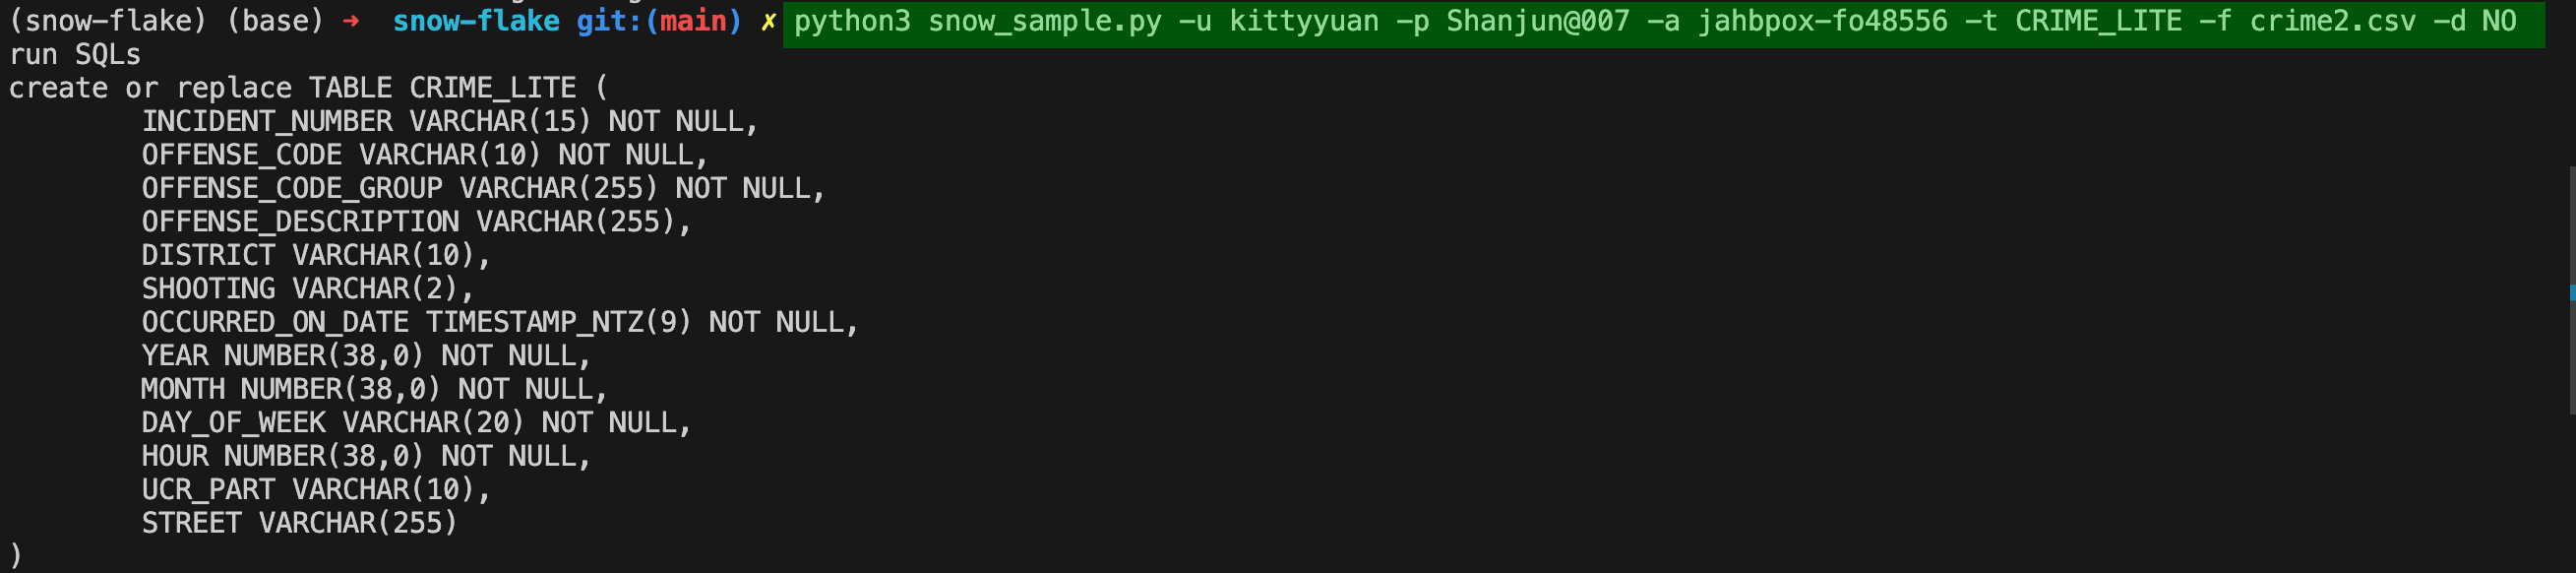 (snow-flake) (base) ➜  snow-flake git:(main) ✗ python3 snow_sample.py -u kittyyuan -p Shanjun@007 -a jahbpox-fo48556 -t CRIME_LITE -f crime2.csv -d NO
run SQLs
create or replace TABLE CRIME_LITE (
        INCIDENT_NUMBER VARCHAR(15) NOT NULL,
        OFFENSE_CODE VARCHAR(10) NOT NULL,
        OFFENSE_CODE_GROUP VARCHAR(255) NOT NULL,
        OFFENSE_DESCRIPTION VARCHAR(255),
        DISTRICT VARCHAR(10),
        SHOOTING VARCHAR(2),
        OCCURRED_ON_DATE TIMESTAMP_NTZ(9) NOT NULL,
        YEAR NUMBER(38,0) NOT NULL,
        MONTH NUMBER(38,0) NOT NULL,
        DAY_OF_WEEK VARCHAR(20) NOT NULL,
        HOUR NUMBER(38,0) NOT NULL,
        UCR_PART VARCHAR(10),
        STREET VARCHAR(255)
)